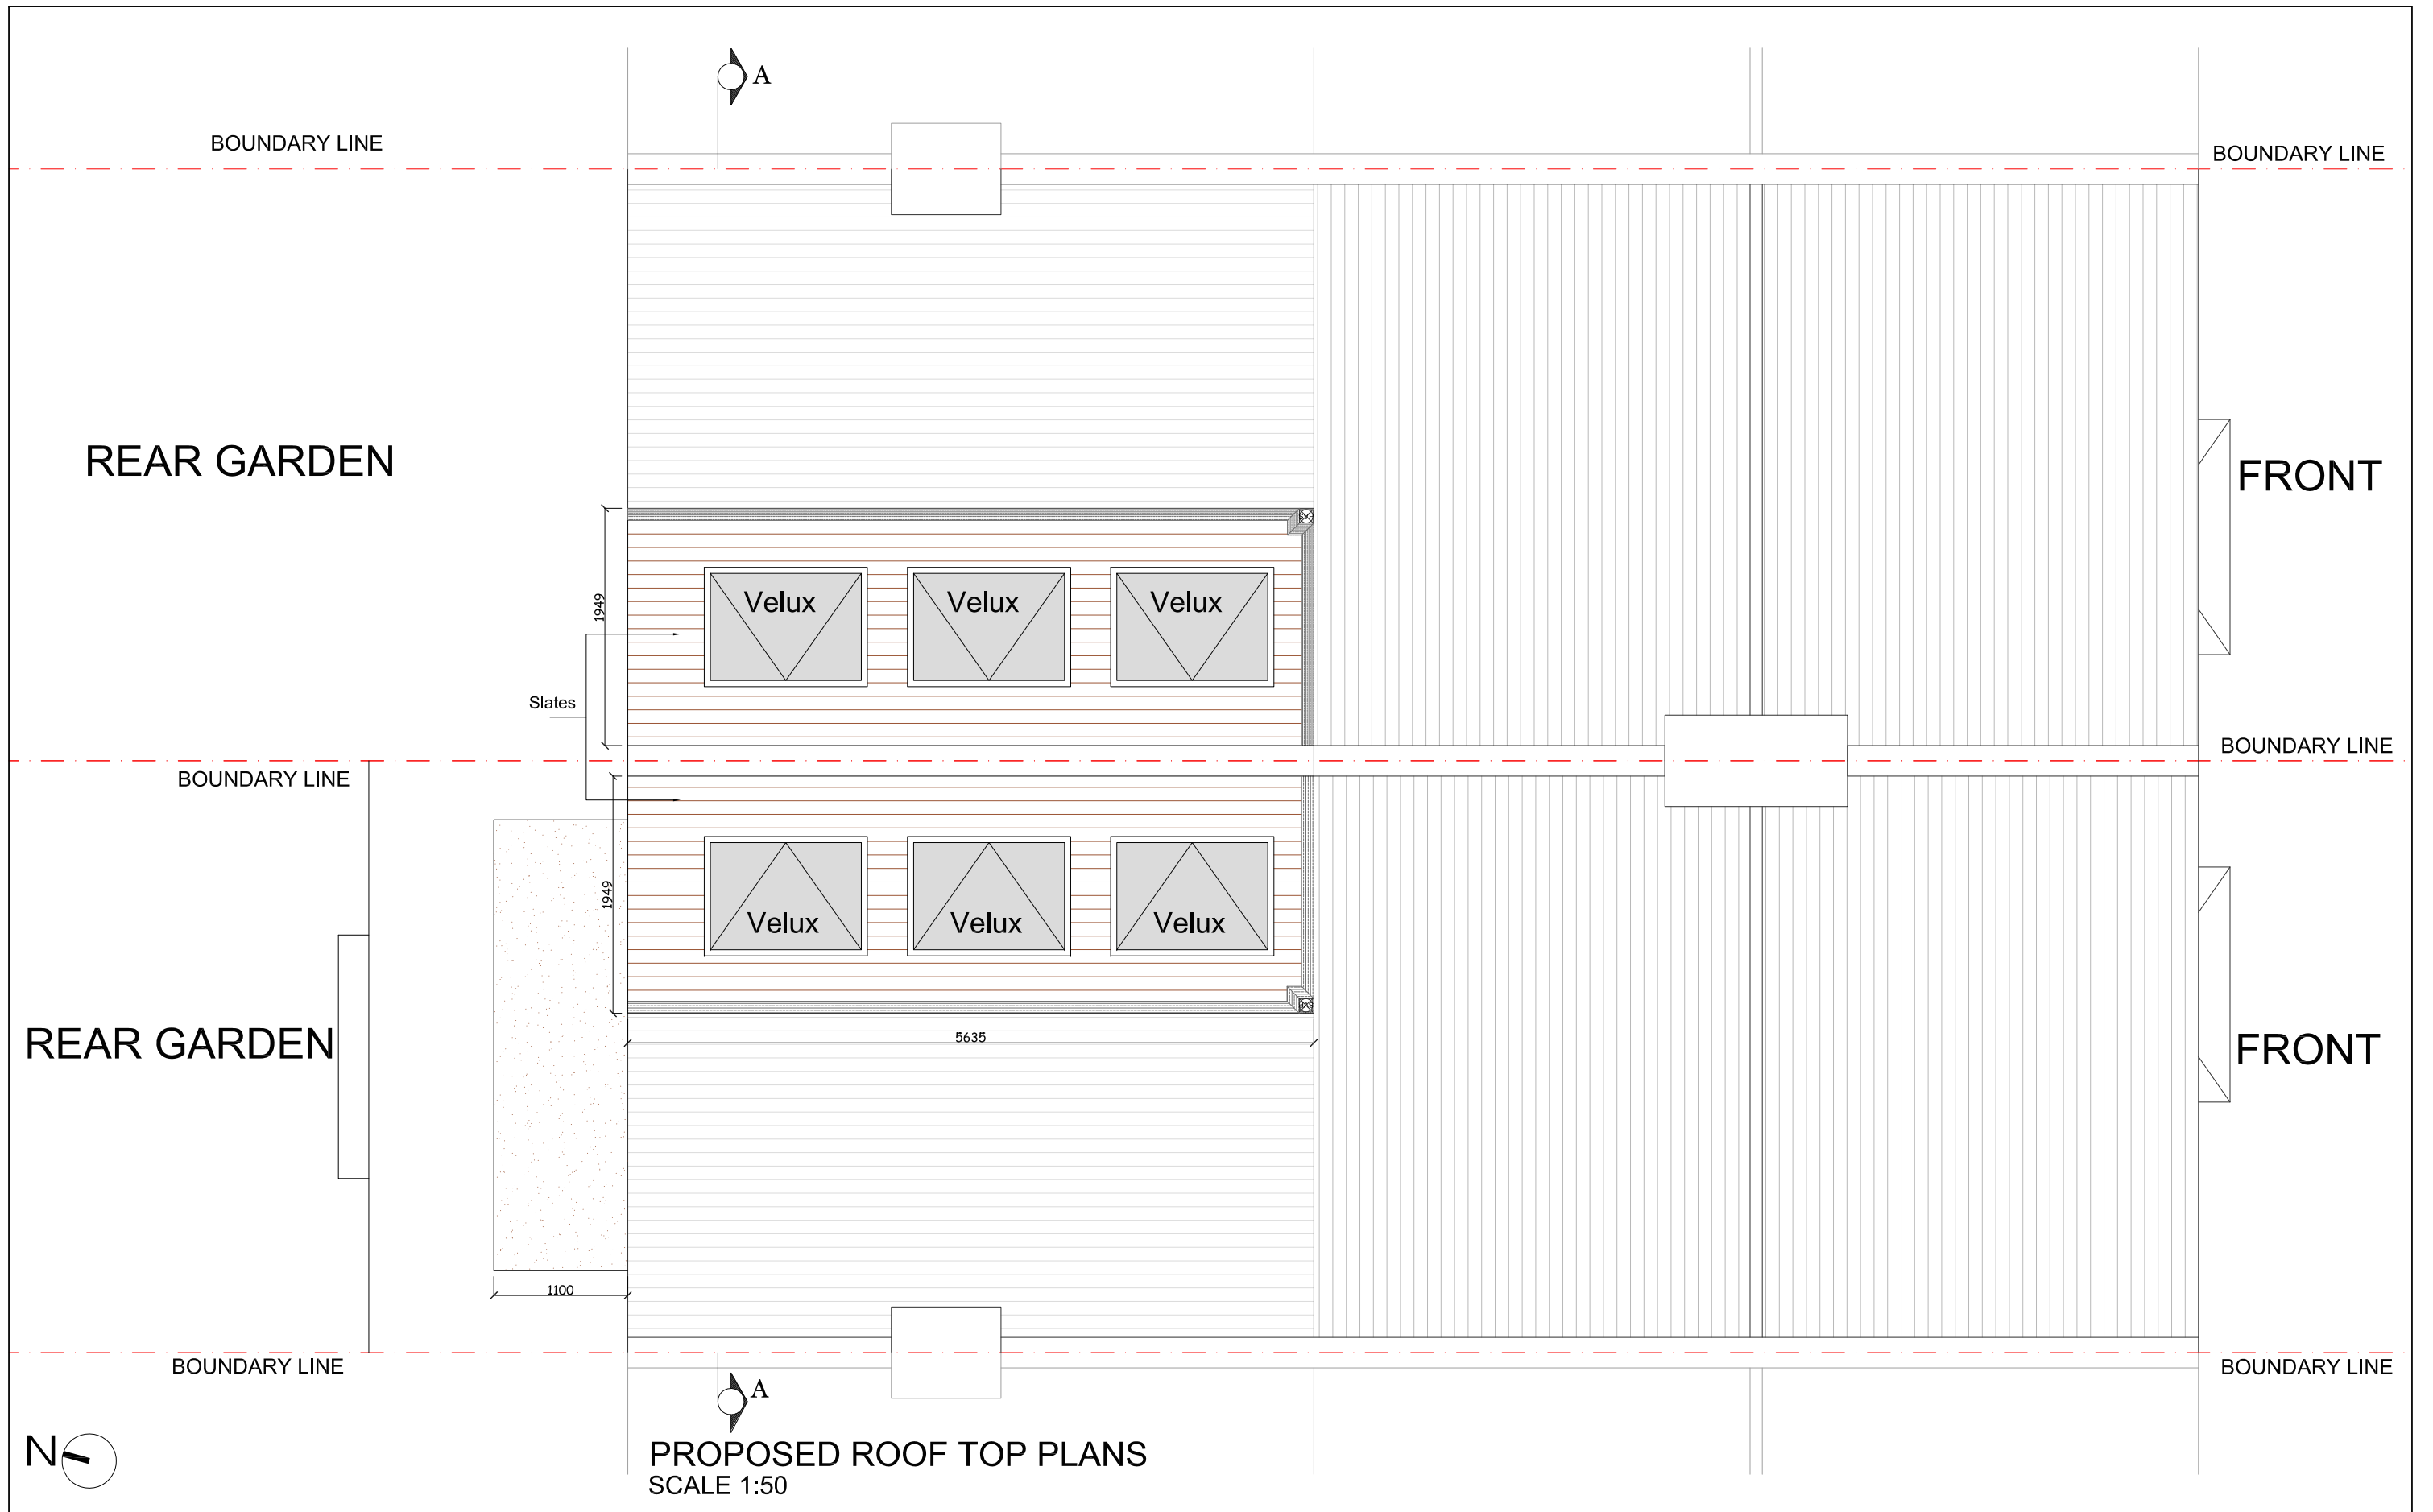 A
BOUNDARY LINE
BOUNDARY LINE
REAR GARDEN
FRONT
1949
Velux
Velux
Velux
Slates
BOUNDARY LINE
BOUNDARY LINE
1949
Velux
Velux
Velux
REAR GARDEN
5635
FRONT
1100
BOUNDARY LINE
BOUNDARY LINE
A
N
PROPOSED ROOF TOP PLANS
SCALE 1:50